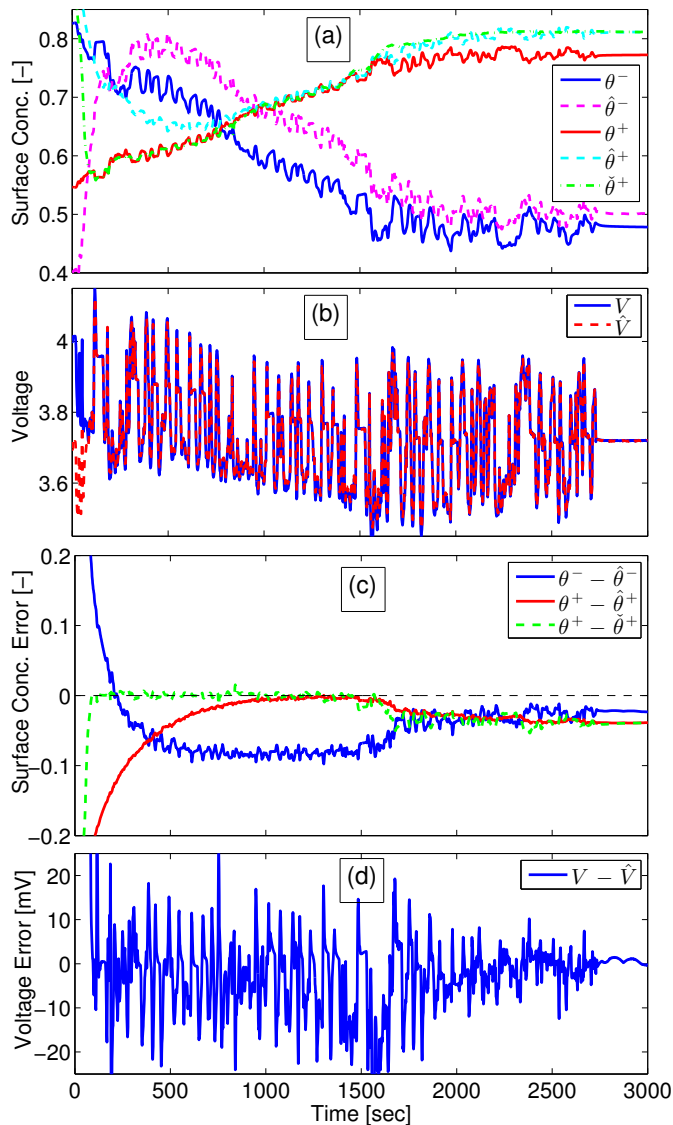 0.8
0.7
0.6
0.5
0.4
Surface Conc. [-]
(a)
θ⁻
θ̂⁻
θ⁺
θ̂⁺
θ̌⁺
4
3.8
3.6
Voltage
(b)
V
V̂
0.2
0.1
0
−0.1
−0.2
Surface Conc. Error [-]
(c)
θ⁻ − θ̂⁻
θ⁺ − θ̂⁺
θ⁺ − θ̌⁺
20
10
0
−10
−20
Voltage Error [mV]
(d)
V − V̂
0 500 1000 1500 2000 2500 3000
Time [sec]